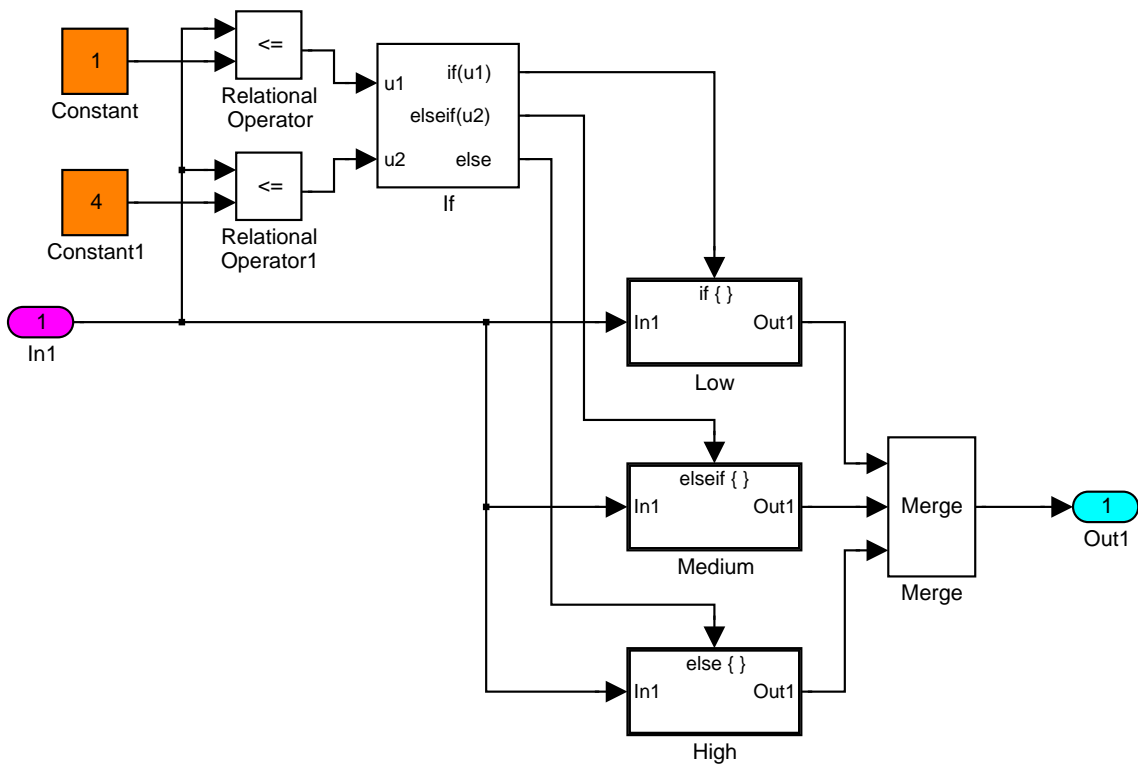 1
Constant
<=
Relational
Operator
u1
u2
if(u1)
elseif(u2)
else
If
4
Constant1
<=
Relational
Operator1
1
In1
if { }
In1
Out1
Low
elseif { }
In1
Out1
Medium
else { }
In1
Out1
High
Merge
Merge
1
Out1